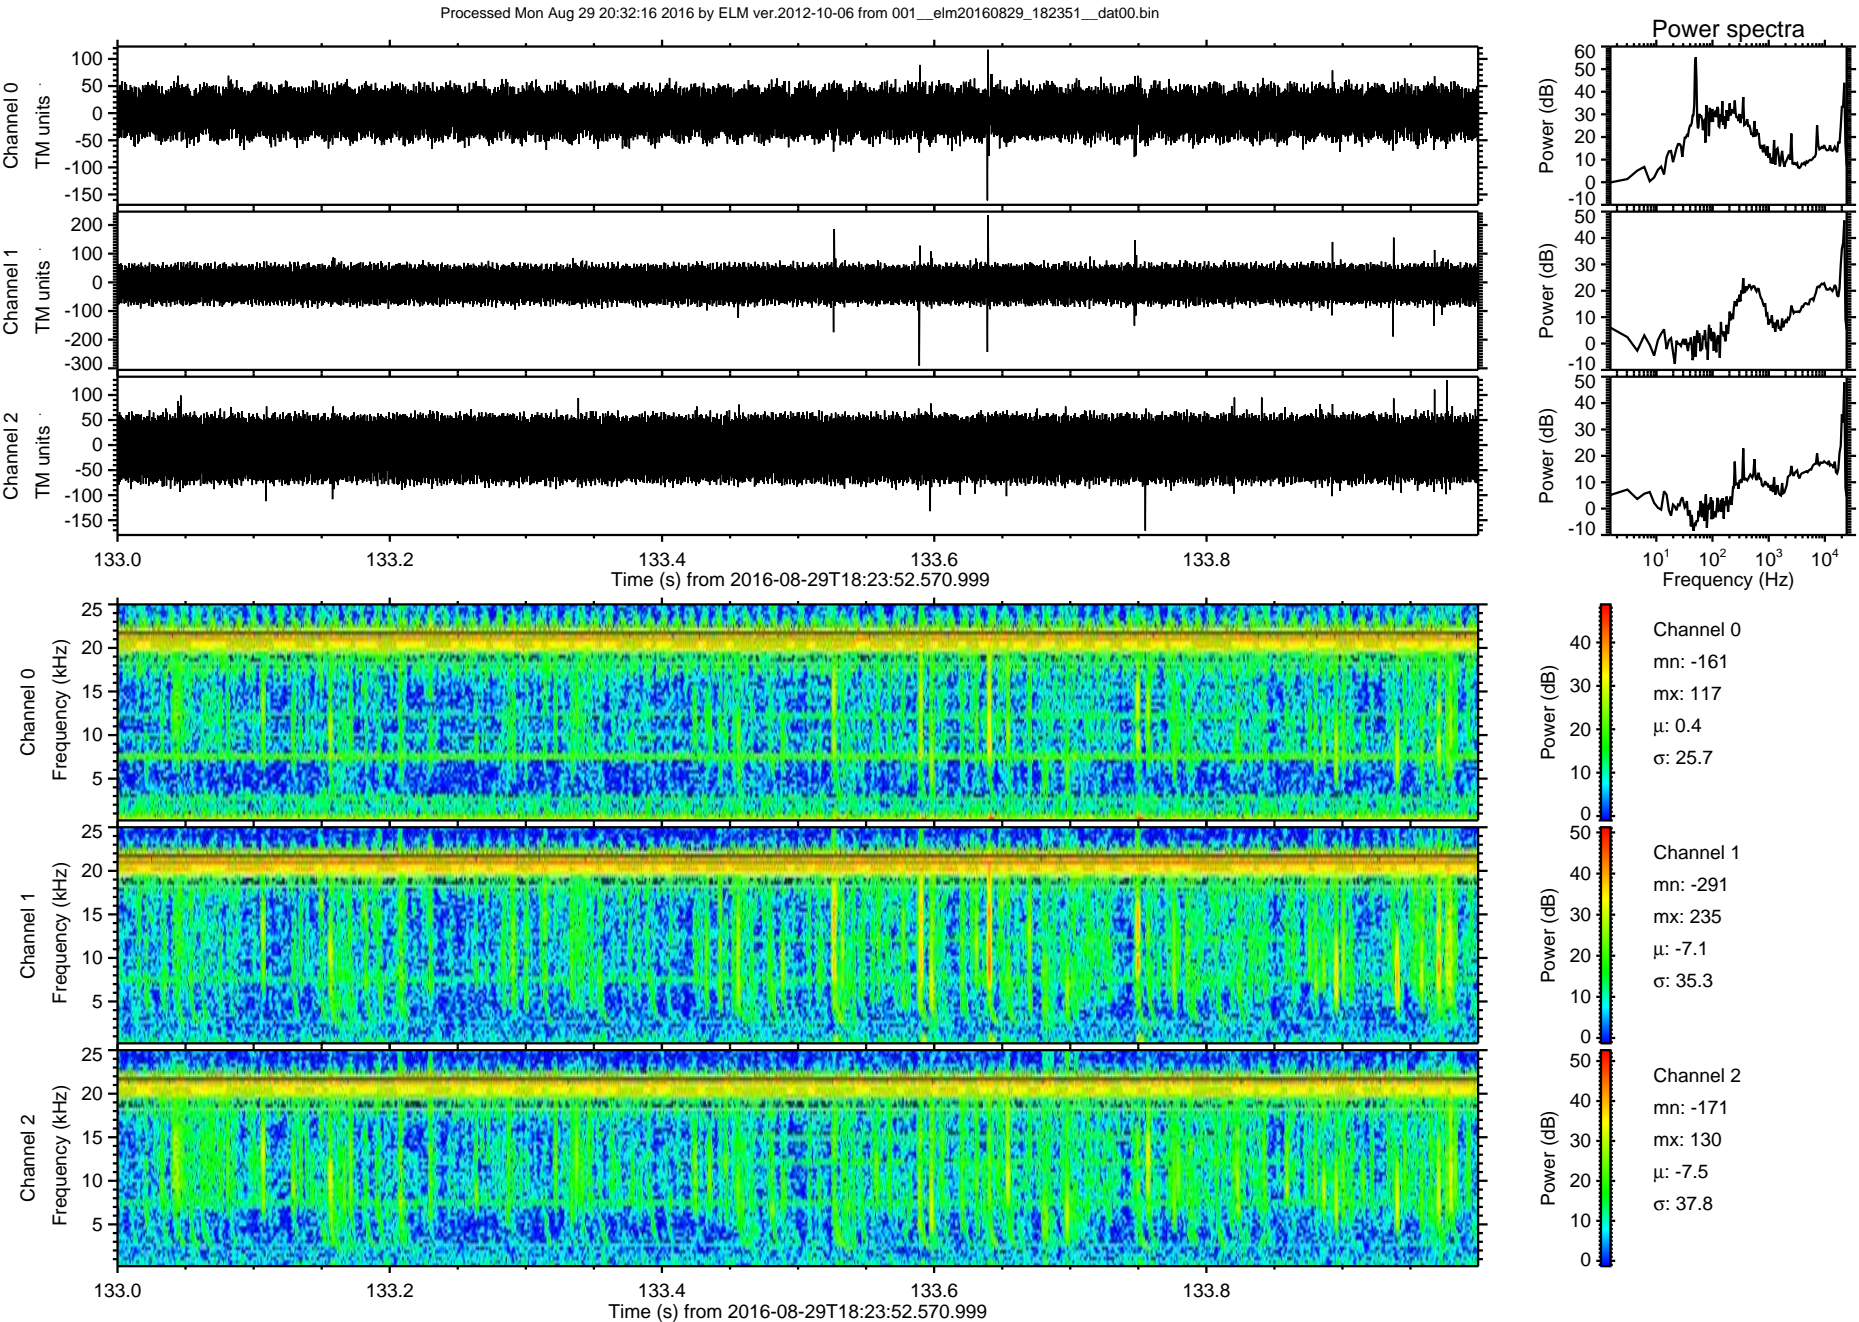 Processed Mon Aug 29 20:32:16 2016 by ELM ver.2012-10-06 from 001__elm20160829_182351__dat00.bin
Power spectra
Channel 0
TM units
100
50
0
-50
-100
-150
Power (dB)
60
50
40
30
20
10
0
-10
Channel 1
TM units
200
100
0
-100
-200
-300
Power (dB)
50
40
30
20
10
0
-10
Channel 2
TM units
100
50
0
-50
-100
-150
Power (dB)
50
40
30
20
10
0
-10
133.0 133.2 133.4 133.6 133.8
Time (s) from 2016-08-29T18:23:52.570.999
10¹ 10² 10³ 10⁴
Frequency (Hz)
Channel 0
Frequency (kHz)
25
20
15
10
5
Power (dB)
40
30
20
10
0
Channel 0
mn: -161
mx: 117
μ: 0.4
σ: 25.7
Channel 1
Frequency (kHz)
25
20
15
10
5
Power (dB)
50
40
30
20
10
0
Channel 1
mn: -291
mx: 235
μ: -7.1
σ: 35.3
Channel 2
Frequency (kHz)
25
20
15
10
5
Power (dB)
50
40
30
20
10
0
Channel 2
mn: -171
mx: 130
μ: -7.5
σ: 37.8
133.0 133.2 133.4 133.6 133.8
Time (s) from 2016-08-29T18:23:52.570.999